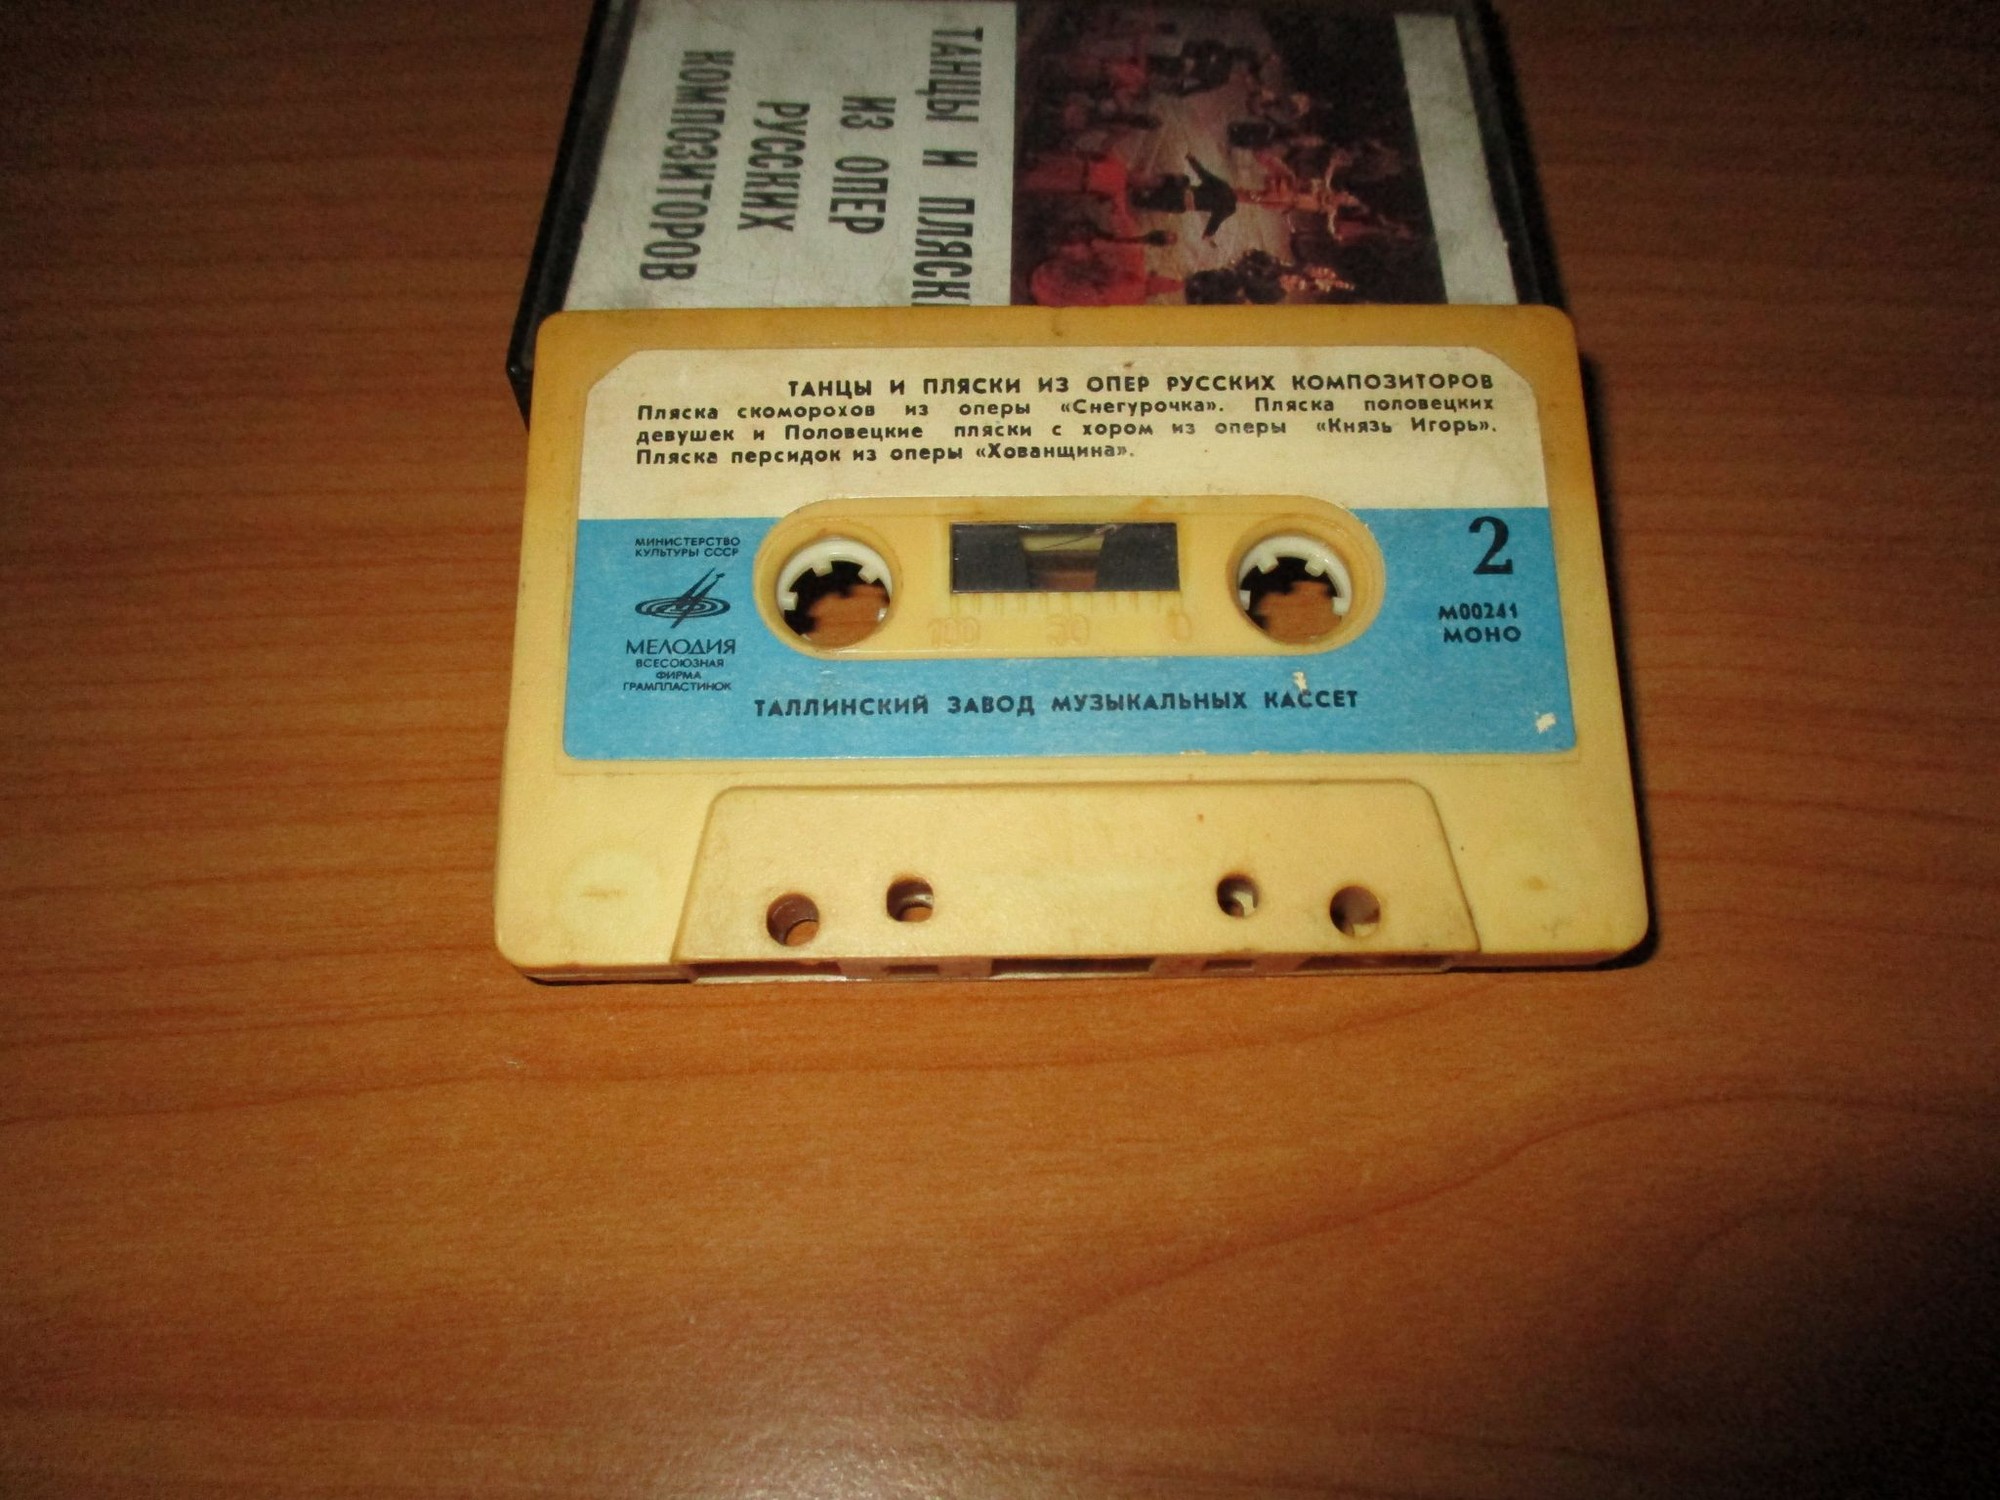 ТАНЦЫ И ПЛЯСК
ИЗ ОПЕР
РУССКИХ
КОМПОЗИТОРОВ
ТАНЦЫ И ПЛЯСКИ ИЗ ОПЕР РУССКИХ КОМПОЗИТОРОВ
Пляска скоморохов из оперы «Снегурочка». Пляска половецких
девушек и Половецкие пляски с хором из оперы «Князь Игорь».
Пляска персидок из оперы «Хованщина».
МИНИСТЕРСТВО
КУЛЬТУРЫ СССР
МЕЛОДИЯ
ВСЕСОЮЗНАЯ
ФИРМА
ГРАМПЛАСТИНОК
100 50 0
2
М00241
МОНО
ТАЛЛИНСКИЙ ЗАВОД МУЗЫКАЛЬНЫХ КАССЕТ